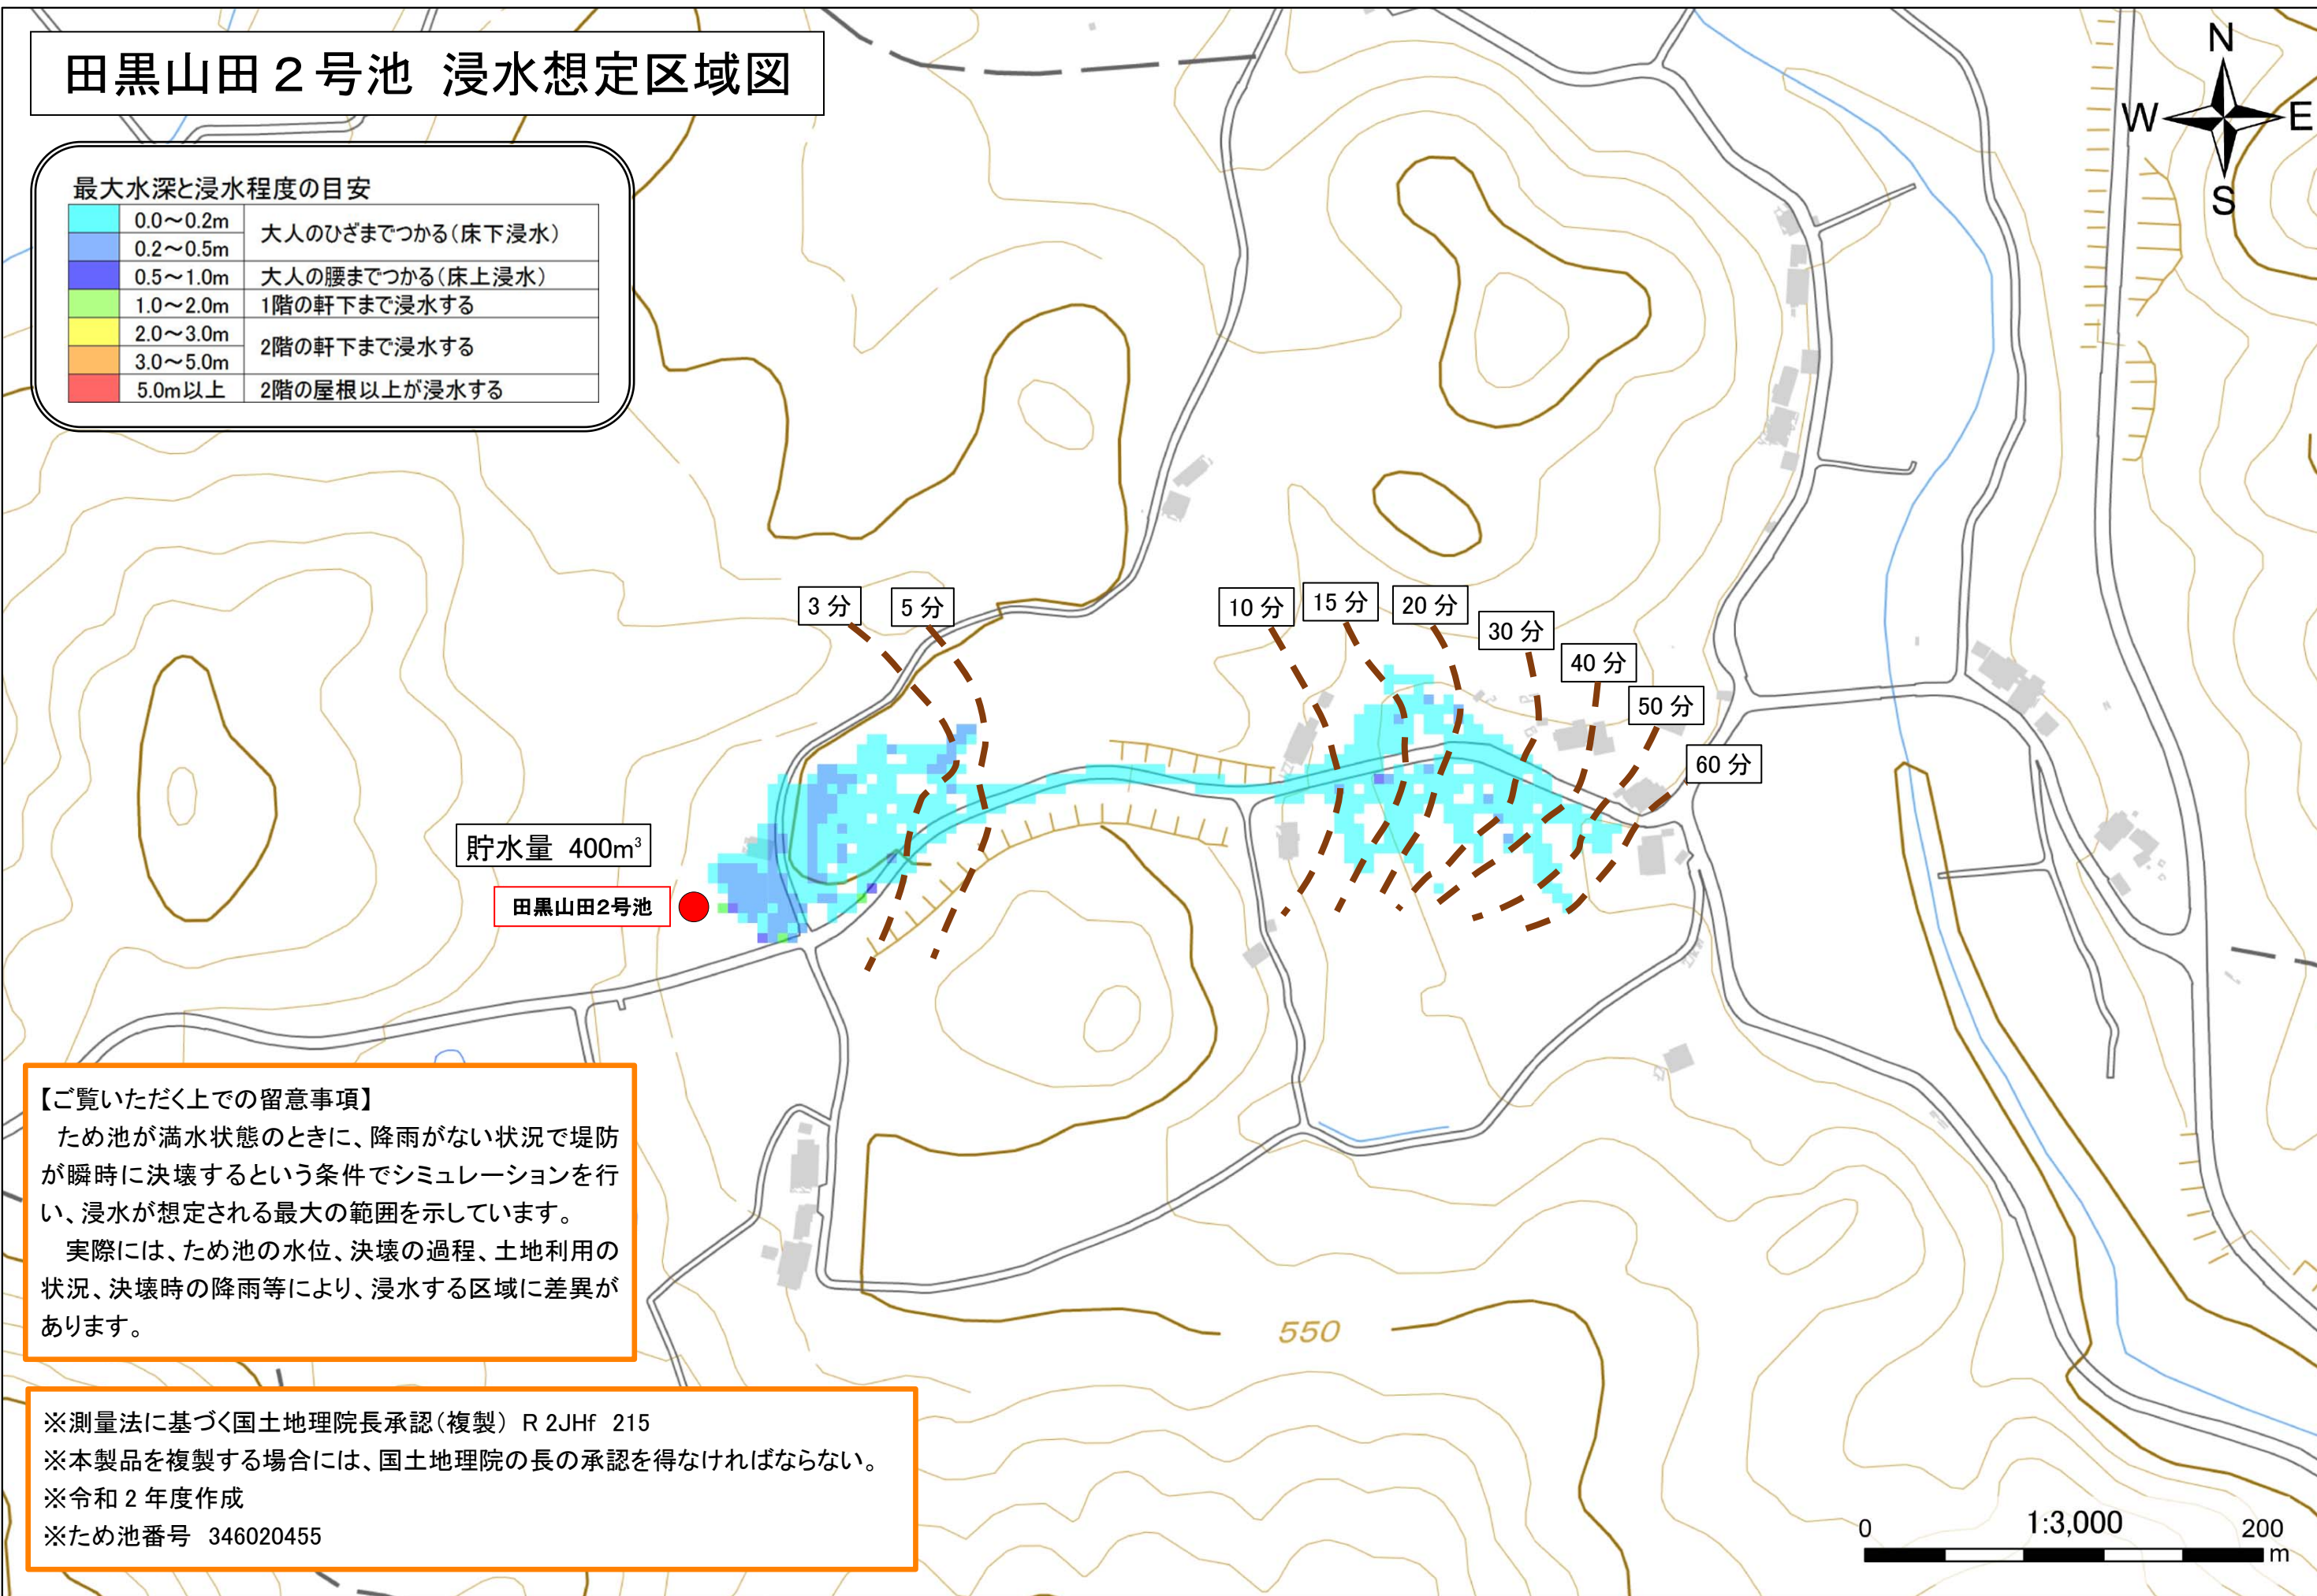 田黒山田２号池 浸水想定区域図
N
W
E
S
最大水深と浸水程度の目安
0.0～0.2m
大人のひざまでつかる（床下浸水）
0.2～0.5m
0.5～1.0m 大人の腰までつかる（床上浸水）
1.0～2.0m 1階の軒下まで浸水する
2.0～3.0m
2階の軒下まで浸水する
3.0～5.0m
5.0m以上 2階の屋根以上が浸水する
3 分
5 分
10 分
15 分
20 分
30 分
40 分
50 分
60 分
貯水量 400m³
田黒山田2号池
【ご覧いただく上での留意事項】
ため池が満水状態のときに、降雨がない状況で堤防
が瞬時に決壊するという条件でシミュレーションを行
い、浸水が想定される最大の範囲を示しています。
実際には、ため池の水位、決壊の過程、土地利用の
状況、決壊時の降雨等により、浸水する区域に差異が
あります。
550
※測量法に基づく国土地理院長承認（複製） R 2JHf 215
※本製品を複製する場合には、国土地理院の長の承認を得なければならない。
※令和 2 年度作成
※ため池番号 346020455
0 1:3,000 200
m